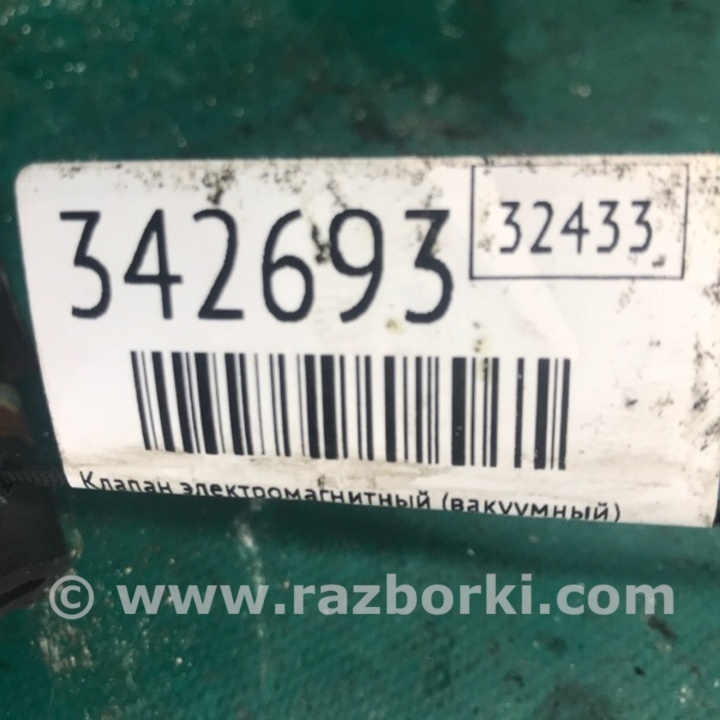 342693
32433
Клапан электромагнитный (вакуумный)
© www.razborki.com